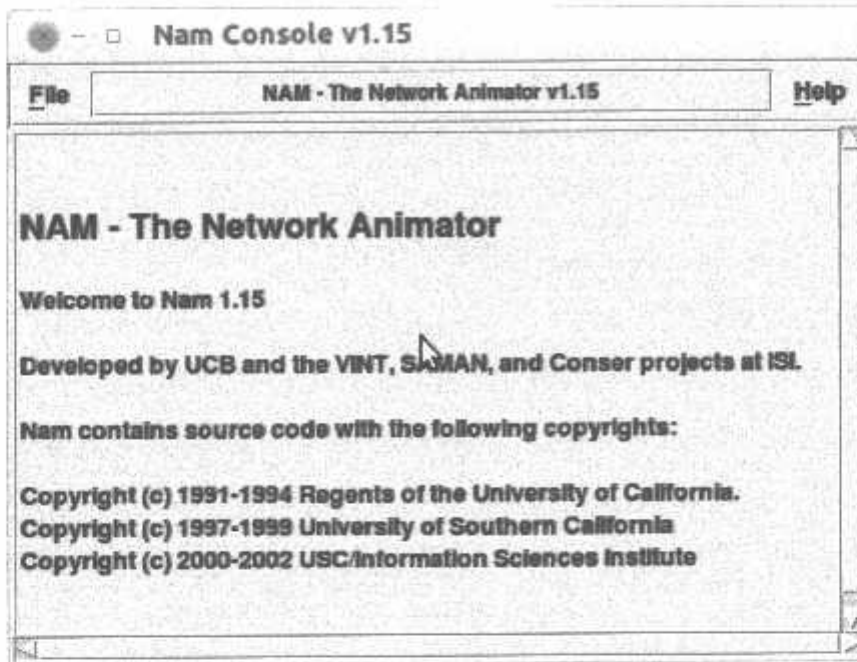 Nam Console v1.15
File NAM - The Network Animator v1.15 Help
NAM - The Network Animator
Welcome to Nam 1.15
Developed by UCB and the VINT, SAMAN, and Conser projects at ISI.
Nam contains source code with the following copyrights:
Copyright (c) 1991-1994 Regents of the University of California.
Copyright (c) 1997-1999 University of Southern California
Copyright (c) 2000-2002 USC/Information Sciences Institute